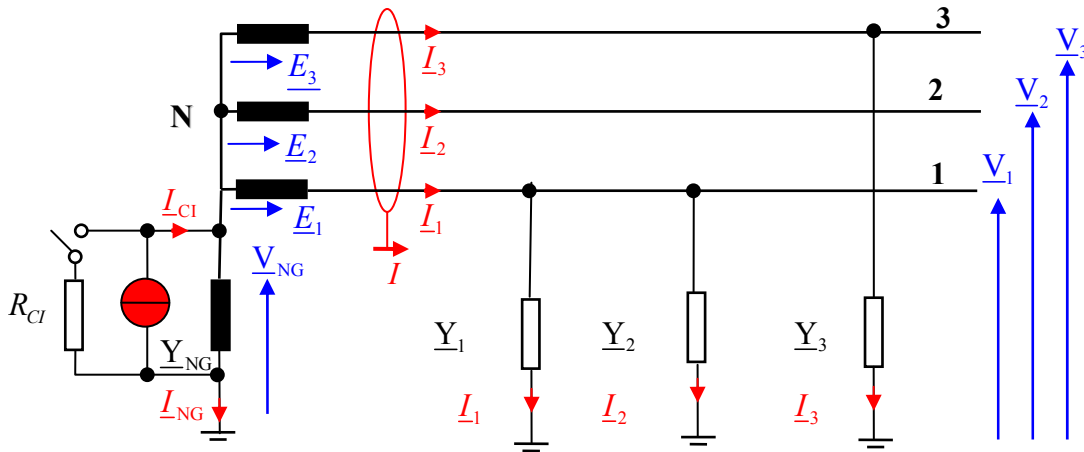 3
V3
I3
E3
2
V2
N
I2
E2
1
V1
ICI
I1
E1
VNG
I
RCI
Y1
Y2
Y3
YNG
I1
I2
I3
ING